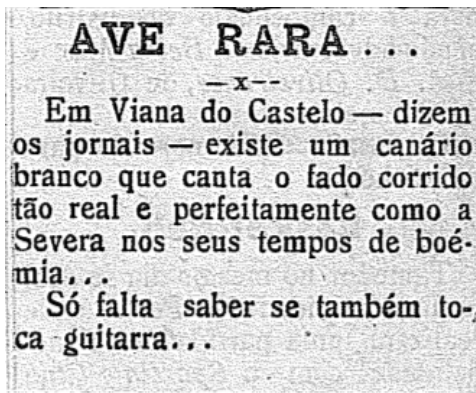 AVE RARA...
—x--
Em Viana do Castelo — dizem
os jornais — existe um canário
branco que canta o fado corrido
tão real e perfeitamente como a
Severa nos seus tempos de boé-
mia...
Só falta saber se também to-
ca guitarra...